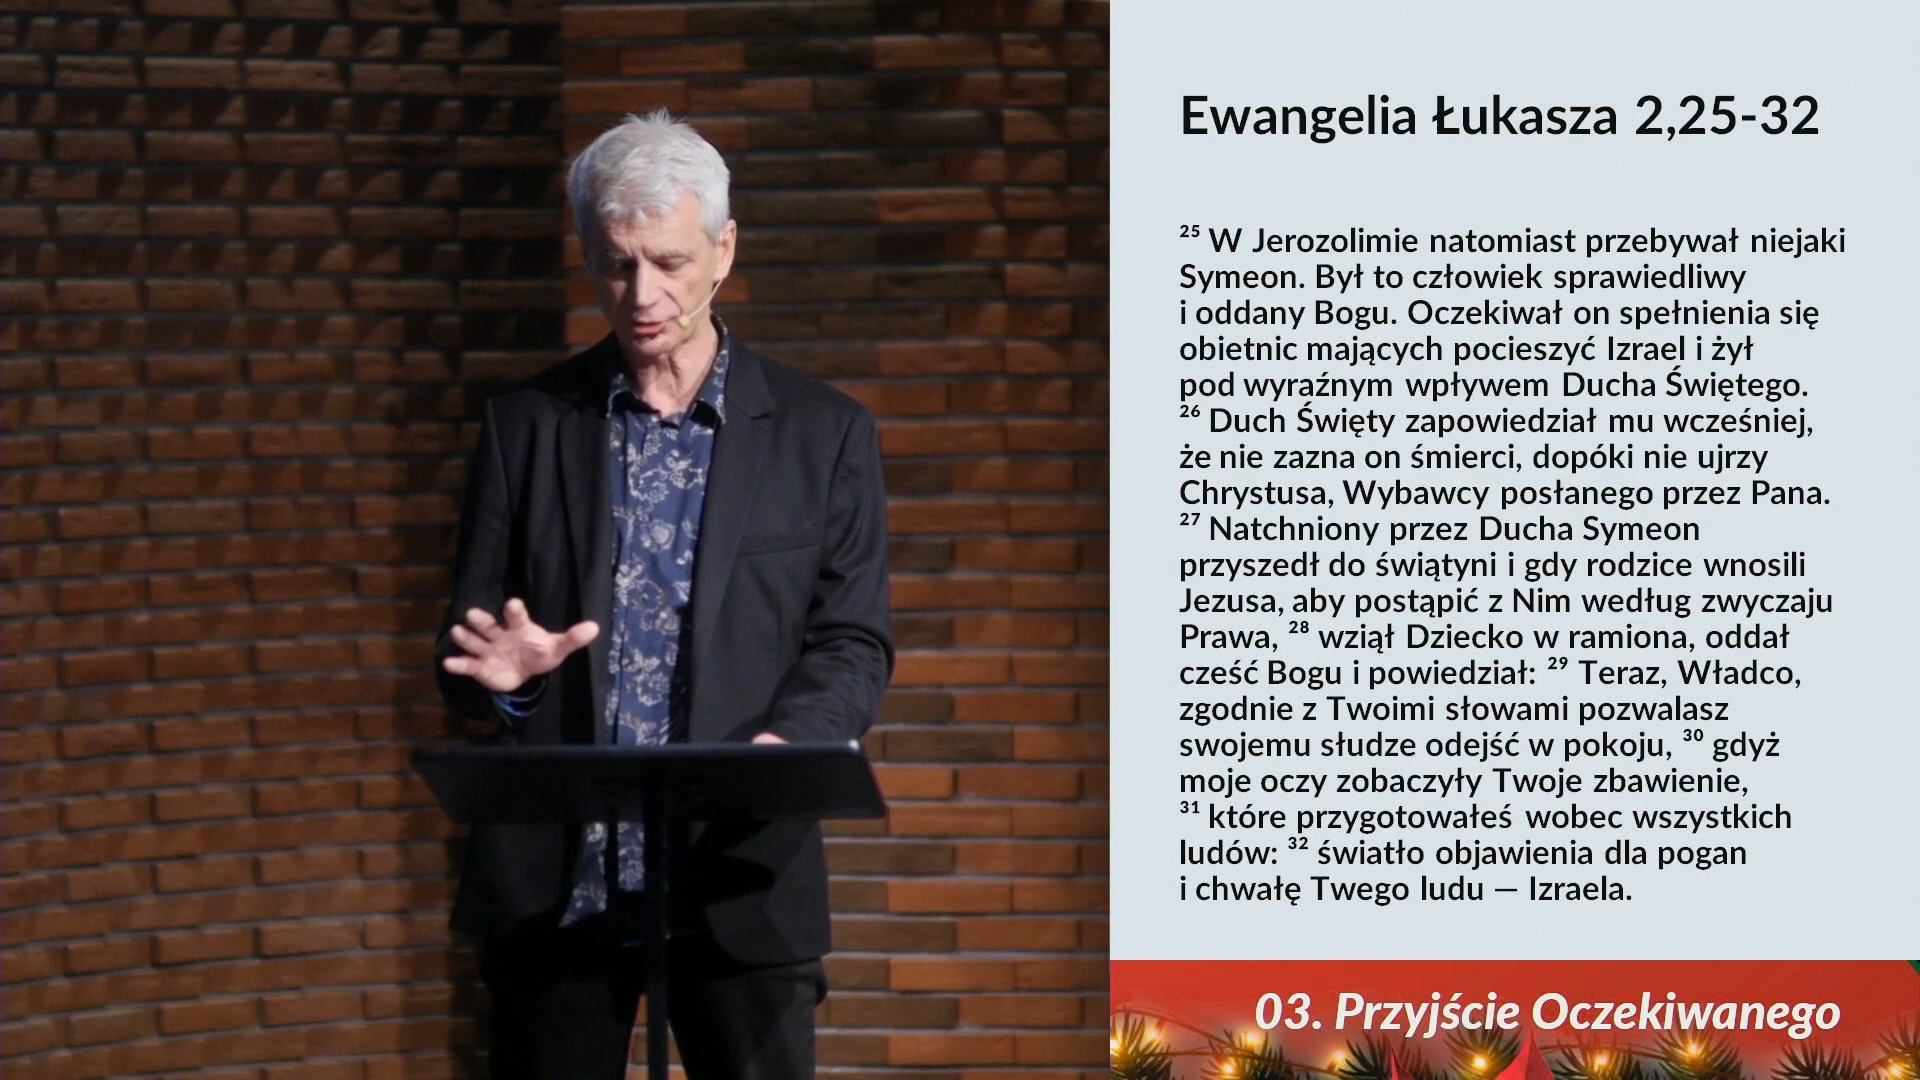 Ewangelia Łukasza 2,25-32
²⁵ W Jerozolimie natomiast przebywał niejaki
Symeon. Był to człowiek sprawiedliwy
i oddany Bogu. Oczekiwał on spełnienia się
obietnic mających pocieszyć Izrael i żył
pod wyraźnym wpływem Ducha Świętego.
²⁶ Duch Święty zapowiedział mu wcześniej,
że nie zazna on śmierci, dopóki nie ujrzy
Chrystusa, Wybawcy posłanego przez Pana.
²⁷ Natchniony przez Ducha Symeon
przyszedł do świątyni i gdy rodzice wnosili
Jezusa, aby postąpić z Nim według zwyczaju
Prawa, ²⁸ wziął Dziecko w ramiona, oddał
cześć Bogu i powiedział: ²⁹ Teraz, Władco,
zgodnie z Twoimi słowami pozwalasz
swojemu słudze odejść w pokoju, ³⁰ gdyż
moje oczy zobaczyły Twoje zbawienie,
³¹ które przygotowałeś wobec wszystkich
ludów: ³² światło objawienia dla pogan
i chwałę Twego ludu — Izraela.
03. Przyjście Oczekiwanego